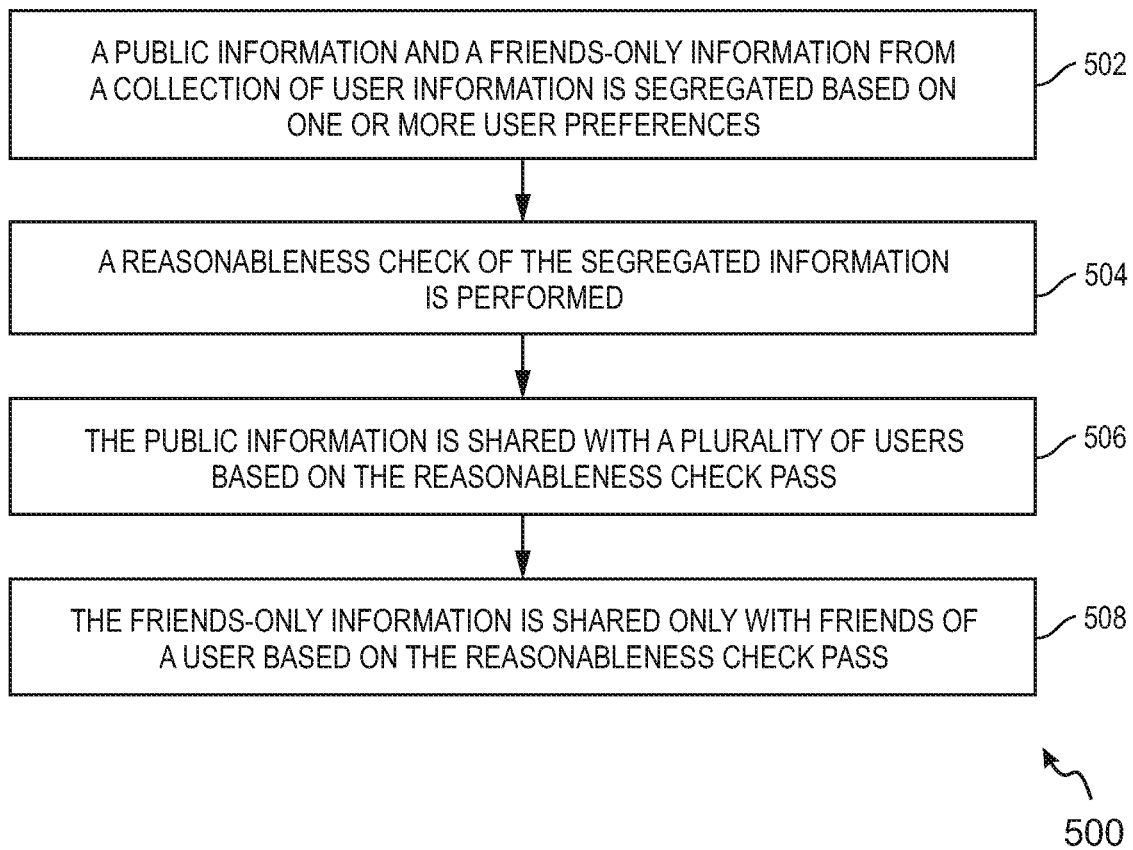 A PUBLIC INFORMATION AND A FRIENDS-ONLY INFORMATION FROM
A COLLECTION OF USER INFORMATION IS SEGREGATED BASED ON
ONE OR MORE USER PREFERENCES
502
A REASONABLENESS CHECK OF THE SEGREGATED INFORMATION
IS PERFORMED
504
THE PUBLIC INFORMATION IS SHARED WITH A PLURALITY OF USERS
BASED ON THE REASONABLENESS CHECK PASS
506
THE FRIENDS-ONLY INFORMATION IS SHARED ONLY WITH FRIENDS OF
A USER BASED ON THE REASONABLENESS CHECK PASS
508
500